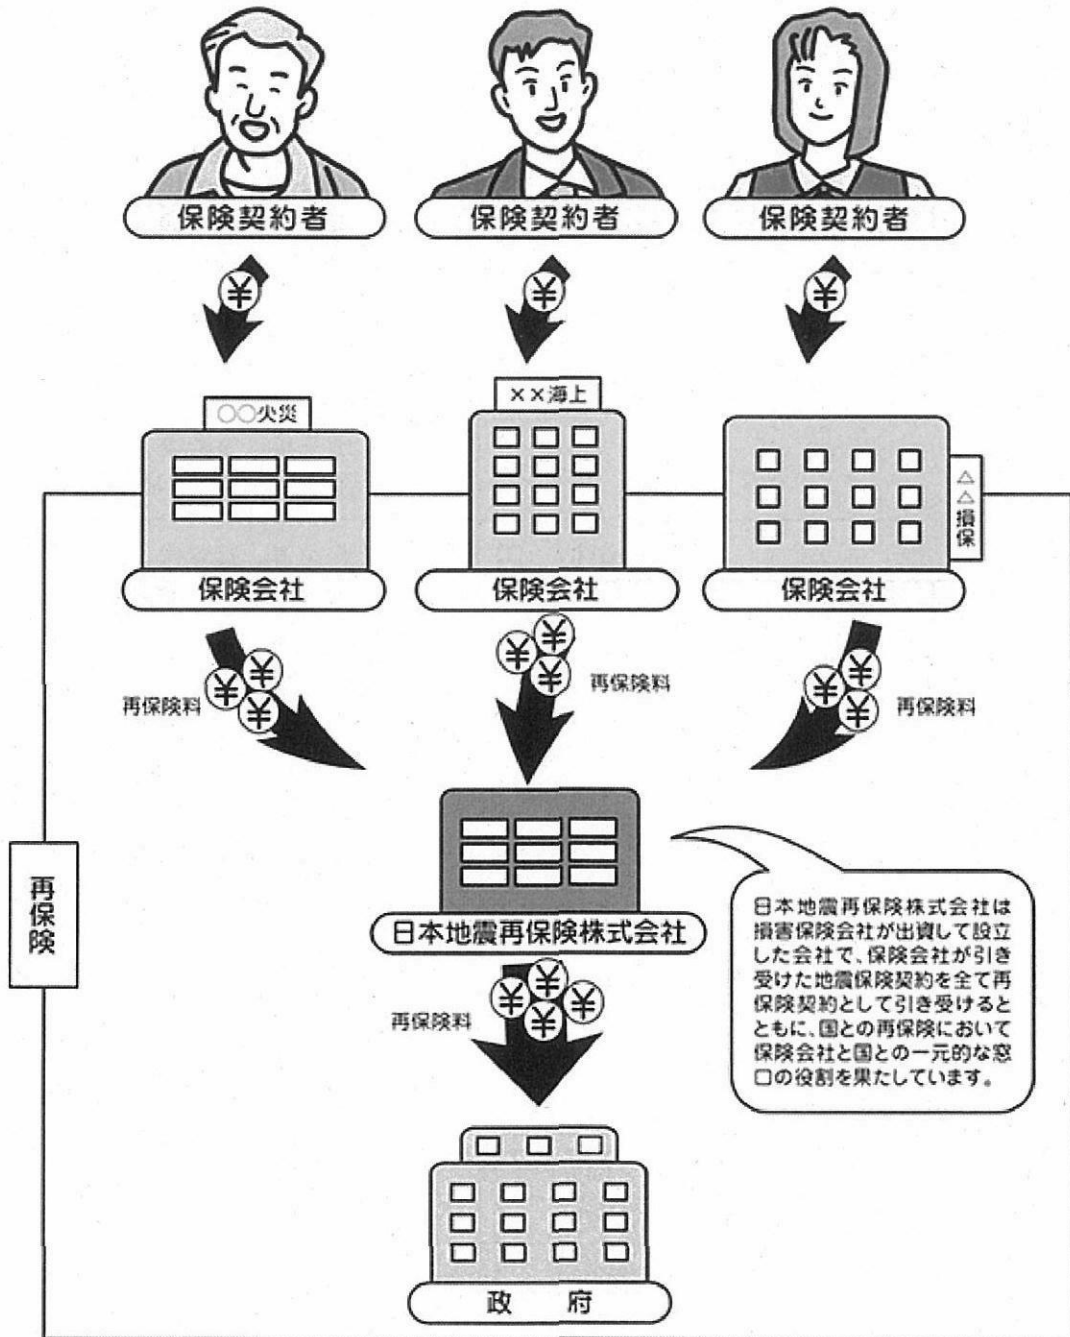 保険契約者
保険契約者
保険契約者
¥
¥
¥
○○火災
××海上
△△損保
保険会社
保険会社
保険会社
¥¥¥
再保険料
¥¥¥
再保険料
¥¥¥
再保険料
日本地震再保険株式会社
再保険
日本地震再保険株式会社は
損害保険会社が出資して設立
した会社で、保険会社が引き
受けた地震保険契約を全て再
保険契約として引き受けると
ともに、国との再保険において
保険会社と国との一元的な窓
口の役割を果たしています。
¥¥¥¥
再保険料
政 府